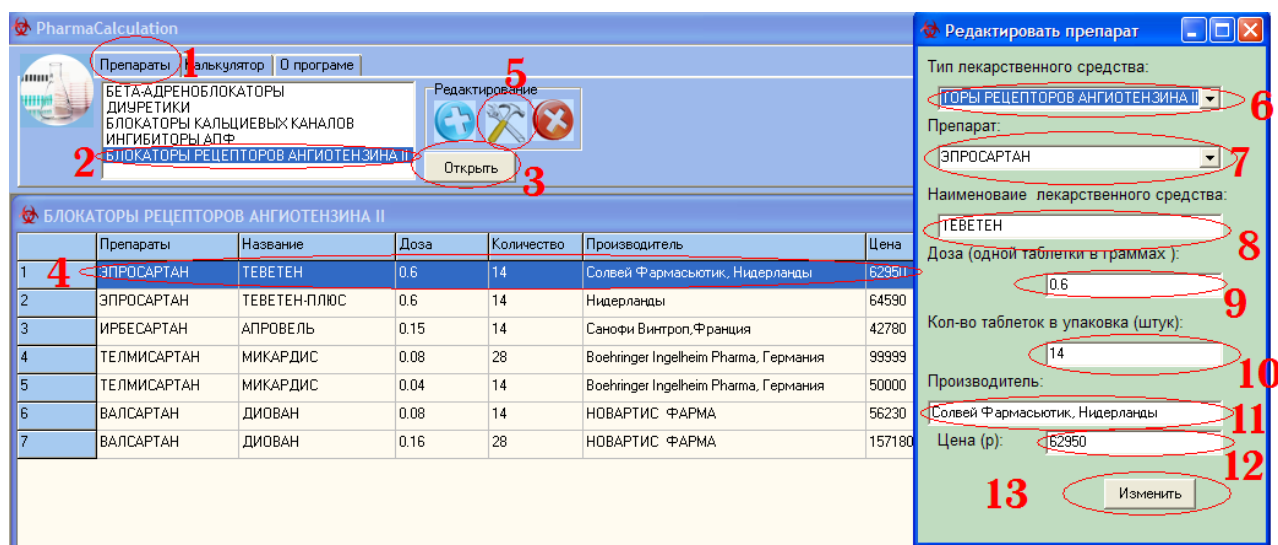 PharmaCalculation
Препараты Калькулятор О програме
1
БЕТА-АДРЕНОБЛОКАТОРЫ
ДИУРЕТИКИ
БЛОКАТОРЫ КАЛЬЦИЕВЫХ КАНАЛОВ
ИНГИБИТОРЫ АПФ
БЛОКАТОРЫ РЕЦЕПТОРОВ АНГИОТЕНЗИНА II
2
5
Редактирование
Открыть
3
БЛОКАТОРЫ РЕЦЕПТОРОВ АНГИОТЕНЗИНА II
Препараты Название Доза Количество Производитель Цена
1 4 ЭПРОСАРТАН ТЕВЕТЕН 0.6 14 Солвей Фармасьютик, Нидерланды 62950
2 ЭПРОСАРТАН ТЕВЕТЕН-ПЛЮС 0.6 14 Нидерланды 64590
3 ИРБЕСАРТАН АПРОВЕЛЬ 0.15 14 Санофи Винтроп,Франция 42780
4 ТЕЛМИСАРТАН МИКАРДИС 0.08 28 Boehringer Ingelheim Pharma, Германия 99999
5 ТЕЛМИСАРТАН МИКАРДИС 0.04 14 Boehringer Ingelheim Pharma, Германия 50000
6 ВАЛСАРТАН ДИОВАН 0.08 14 НОВАРТИС ФАРМА 56230
7 ВАЛСАРТАН ДИОВАН 0.16 28 НОВАРТИС ФАРМА 157180
Редактировать препарат
Тип лекарственного средства:
ТОРЫ РЕЦЕПТОРОВ АНГИОТЕНЗИНА II 6
Препарат:
ЭПРОСАРТАН 7
Наименоваие лекарственного средства:
ТЕВЕТЕН 8
Доза (одной таблетки в граммах ):
0.6 9
Кол-во таблеток в упаковка (штук):
14 10
Производитель:
Солвей Фармасьютик, Нидерланды 11
Цена (р): 62950 12
13 Изменить